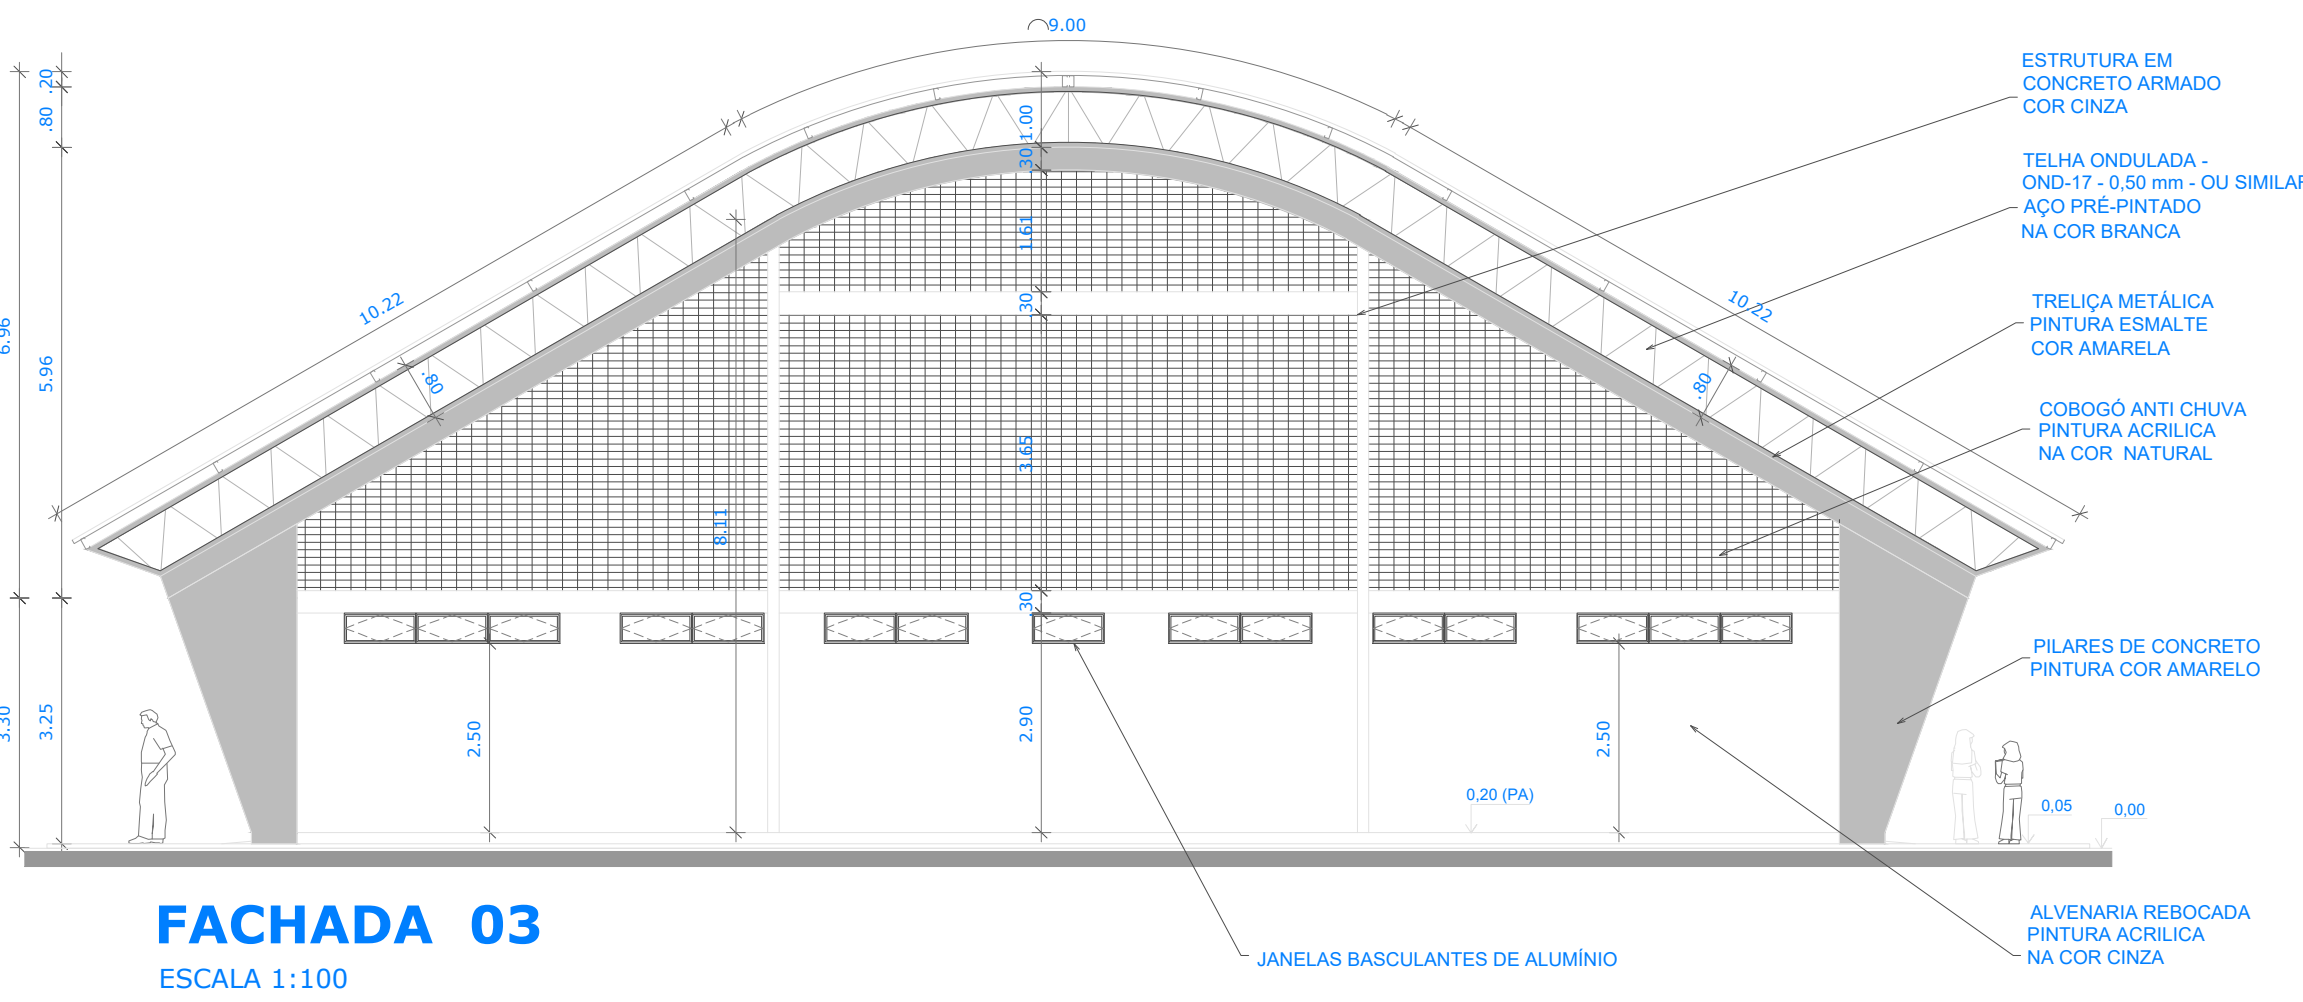 9.00
ESTRUTURA EM
CONCRETO ARMADO
COR CINZA
.20
.80
1.00
.30
TELHA ONDULADA -
OND-17 - 0,50 mm - OU SIMILAR
AÇO PRÉ-PINTADO
NA COR BRANCA
1.61
10.22
10.22
.30
TRELIÇA METÁLICA
PINTURA ESMALTE
COR AMARELA
6.96
5.96
.80
.80
COBOGÓ ANTI CHUVA
PINTURA ACRILICA
NA COR NATURAL
3.65
8.11
.30
PILARES DE CONCRETO
PINTURA COR AMARELO
3.30
3.25
2.50
2.90
2.50
0,20 (PA)
0,05
0,00
FACHADA 03
ESCALA 1:100
JANELAS BASCULANTES DE ALUMÍNIO
ALVENARIA REBOCADA
PINTURA ACRILICA
NA COR CINZA